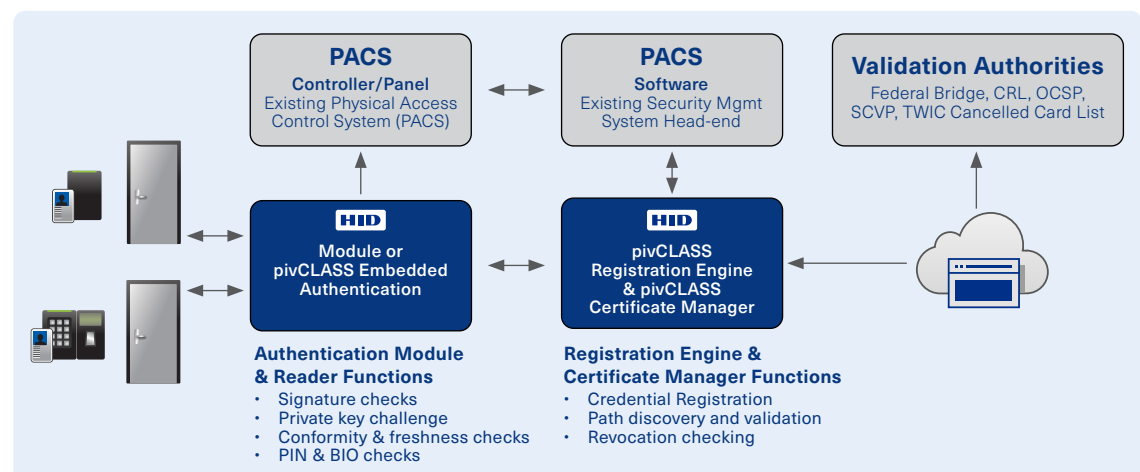 PACS
Controller/Panel
Existing Physical Access
Control System (PACS)
PACS
Software
Existing Security Mgmt
System Head-end
Validation Authorities
Federal Bridge, CRL, OCSP,
SCVP, TWIC Cancelled Card List
HID
Module or
pivCLASS Embedded
Authentication
HID
pivCLASS
Registration Engine
& pivCLASS
Certificate Manager
Authentication Module
& Reader Functions
• Signature checks
• Private key challenge
• Conformity & freshness checks
• PIN & BIO checks
Registration Engine &
Certificate Manager Functions
• Credential Registration
• Path discovery and validation
• Revocation checking